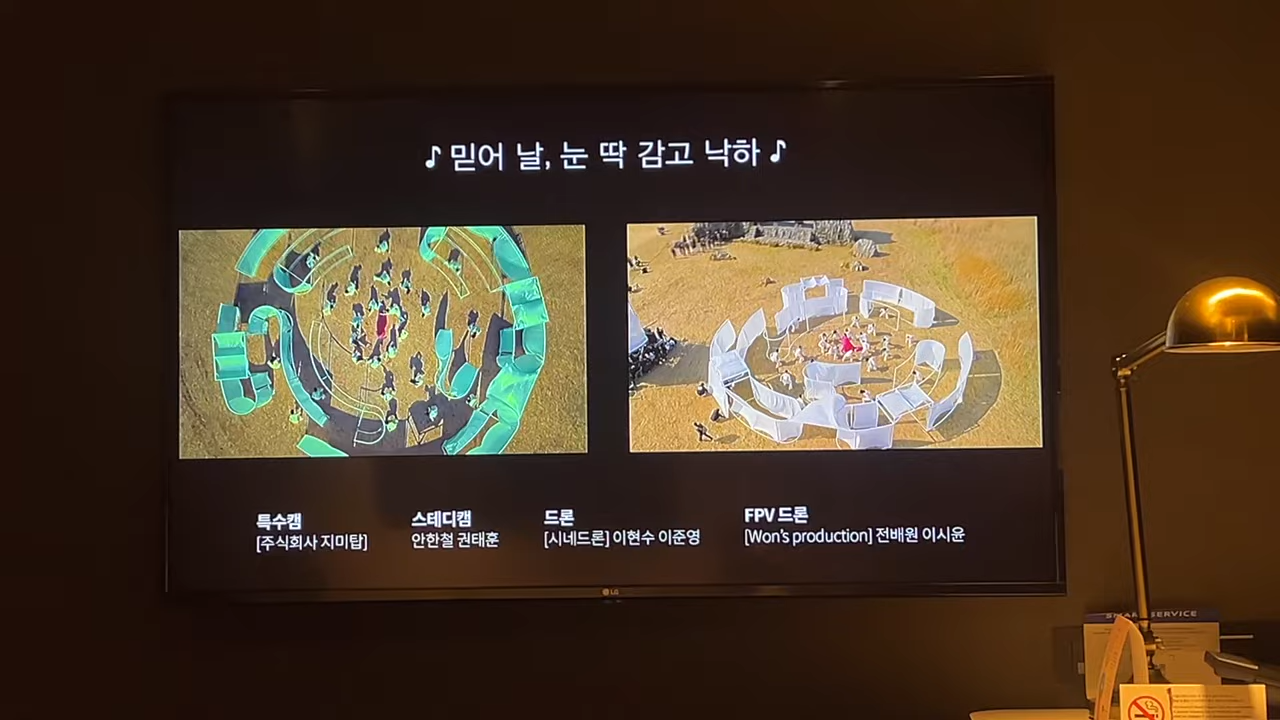 ♪ 믿어 날, 눈 딱 감고 낙하 ♪
특수캠
[주식회사 지미탑]
스테디캠
안한철 권태훈
드론
[시네드론] 이현수 이준영
FPV 드론
[Won's production] 전배원 이시윤
LG
SERVICE